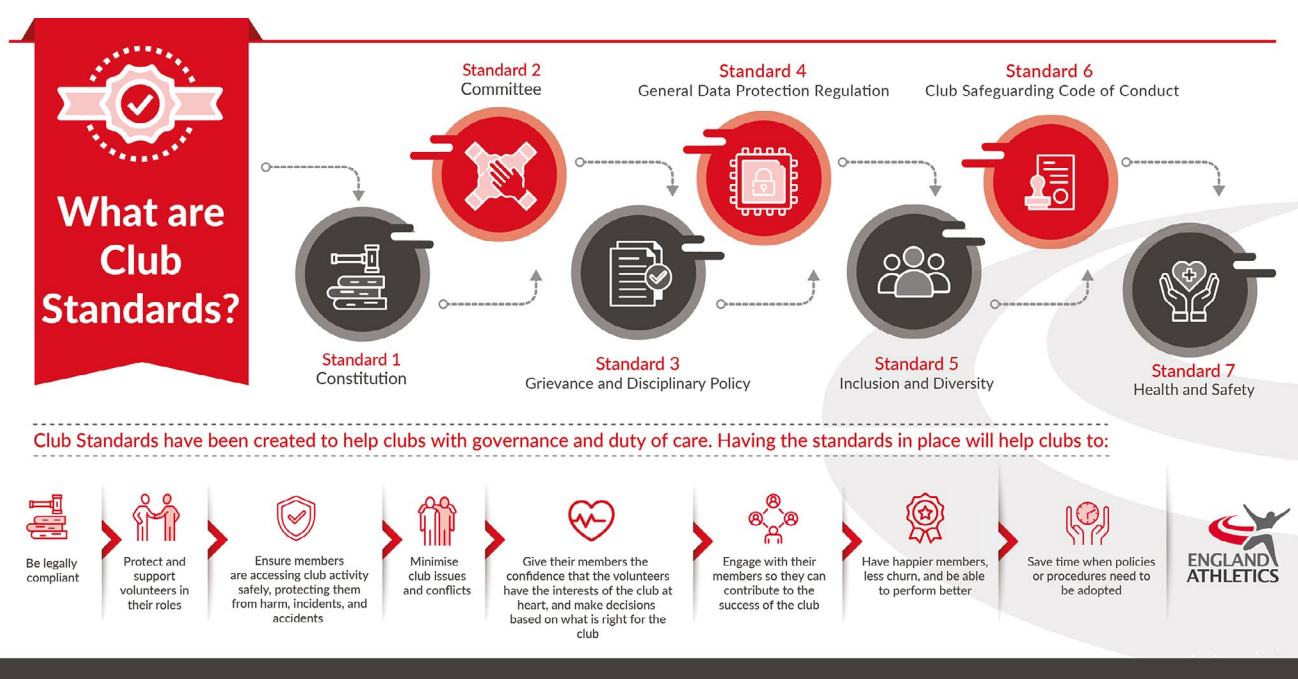 What are
Club
Standards?
Standard 1
Constitution
Standard 2
Committee
Standard 3
Grievance and Disciplinary Policy
Standard 4
General Data Protection Regulation
Standard 5
Inclusion and Diversity
Standard 6
Club Safeguarding Code of Conduct
Standard 7
Health and Safety
Club Standards have been created to help clubs with governance and duty of care. Having the standards in place will help clubs to:
Be legally
compliant
Protect and
support
volunteers in
their roles
Ensure members
are accessing club activity
safely, protecting them
from harm, incidents, and
accidents
Minimise
club issues
and conflicts
Give their members the
confidence that the volunteers
have the interests of the club at
heart, and make decisions
based on what is right for the
club
Engage with their
members so they can
contribute to the
success of the club
Have happier members,
less churn, and be able
to perform better
Save time when policies
or procedures need to
be adopted
ENGLAND
ATHLETICS